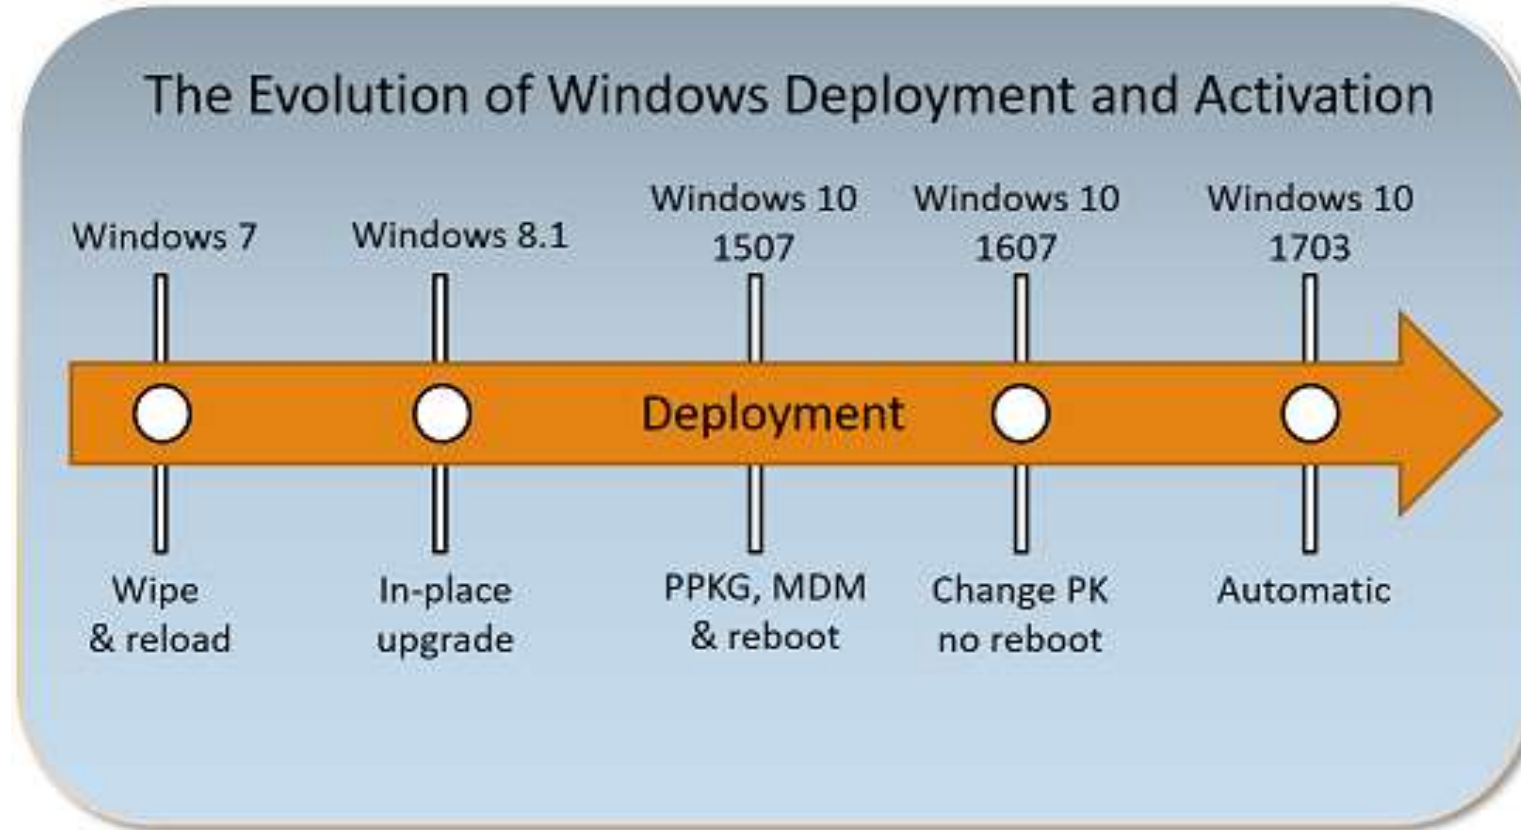 The Evolution of Windows Deployment and Activation
Windows 7
Windows 8.1
Windows 10
1507
Windows 10
1607
Windows 10
1703
Deployment
Wipe
& reload
In-place
upgrade
PPKG, MDM
& reboot
Change PK
no reboot
Automatic